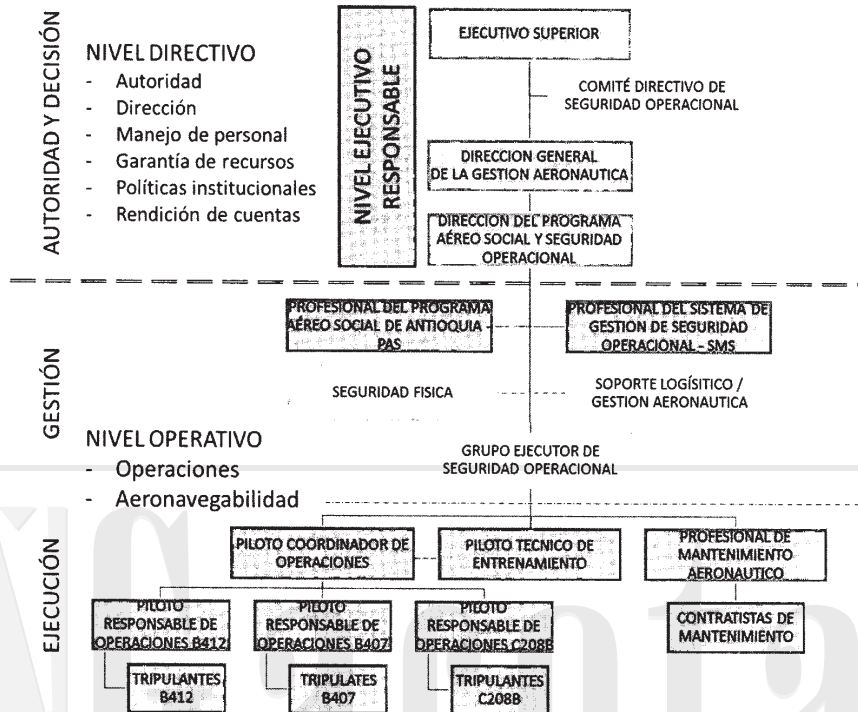 AUTORIDAD Y DECISIÓN
NIVEL DIRECTIVO
- Autoridad
- Dirección
- Manejo de personal
- Garantía de recursos
- Políticas institucionales
- Rendición de cuentas
NIVEL EJECUTIVO
RESPONSABLE
EJECUTIVO SUPERIOR
COMITÉ DIRECTIVO DE
SEGURIDAD OPERACIONAL
DIRECCION GENERAL
DE LA GESTION AERONAUTICA
DIRECCION DEL PROGRAMA
AÉREO SOCIAL Y SEGURIDAD
OPERACIONAL
GESTIÓN
PROFESIONAL DEL PROGRAMA
AÉREO SOCIAL DE ANTIOQUIA -
PAS
PROFESIONAL DEL SISTEMA DE
GESTIÓN DE SEGURIDAD
OPERACIONAL - SMS
SEGURIDAD FISICA
SOPORTE LOGÍSITICO /
GESTION AERONAUTICA
NIVEL OPERATIVO
- Operaciones
- Aeronavegabilidad
GRUPO EJECUTOR DE
SEGURIDAD OPERACIONAL
EJECUCIÓN
PILOTO COORDINADOR DE
OPERACIONES
PILOTO TECNICO DE
ENTRENAMIENTO
PROFESIONAL DE
MANTENIMIENTO
AERONAUTICO
PILOTO
RESPONSABLE DE
OPERACIONES B412
PILOTO
RESPONSABLE DE
OPERACIONES B407
PILOTO
RESPONSABLE DE
OPERACIONES C208B
CONTRATISTAS DE
MANTENIMIENTO
TRIPULANTES
B412
TRIPULATES
B407
TRIPULANTES
C208B